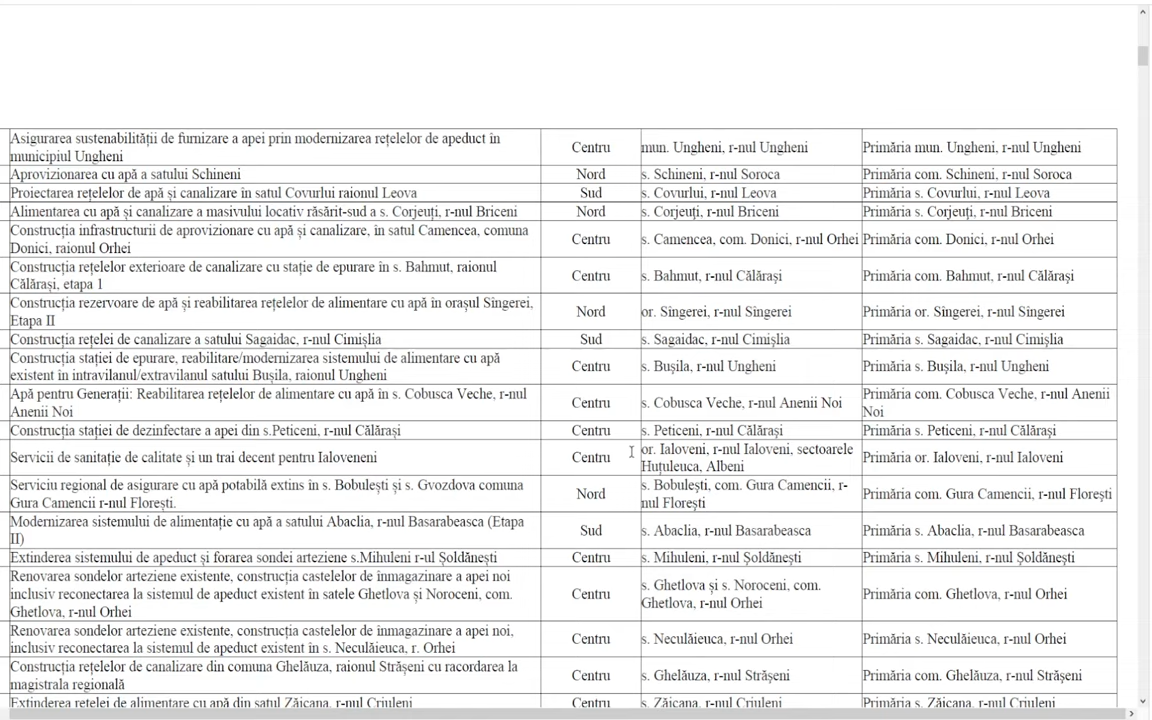 Asigurarea sustenabilității de furnizare a apei prin modernizarea rețelelor de apeduct în
municipiul Ungheni
Centru
mun. Ungheni, r-nul Ungheni
Primăria mun. Ungheni, r-nul Ungheni
Aprovizionarea cu apă a satului Schineni
Nord
s. Schineni, r-nul Soroca
Primăria com. Schineni, r-nul Soroca
Proiectarea rețelelor de apă și canalizare în satul Covurlui raionul Leova
Sud
s. Covurlui, r-nul Leova
Primăria s. Covurlui, r-nul Leova
Alimentarea cu apă și canalizare a masivului locativ răsărit-sud a s. Corjeuți, r-nul Briceni
Nord
s. Corjeuți, r-nul Briceni
Primăria s. Corjeuți, r-nul Briceni
Construcția infrastructurii de aprovizionare cu apă și canalizare, în satul Camencea, comuna
Donici, raionul Orhei
Centru
s. Camencea, com. Donici, r-nul Orhei
Primăria com. Donici, r-nul Orhei
Construcția rețelelor exterioare de canalizare cu stație de epurare în s. Bahmut, raionul
Călărași, etapa 1
Centru
s. Bahmut, r-nul Călărași
Primăria com. Bahmut, r-nul Călărași
Construcția rezervoare de apă și reabilitarea rețelelor de alimentare cu apă în orașul Sîngerei,
Etapa II
Nord
or. Sîngerei, r-nul Sîngerei
Primăria or. Sîngerei, r-nul Sîngerei
Construcția rețelei de canalizare a satului Sagaidac, r-nul Cimișlia
Sud
s. Sagaidac, r-nul Cimișlia
Primăria s. Sagaidac, r-nul Cimișlia
Construcția stației de epurare, reabilitare/modernizarea sistemului de alimentare cu apă
existent în intravilanul/extravilanul satului Bușila, raionul Ungheni
Centru
s. Bușila, r-nul Ungheni
Primăria s. Bușila, r-nul Ungheni
Apă pentru Generații: Reabilitarea rețelelor de alimentare cu apă în s. Cobusca Veche, r-nul
Anenii Noi
Centru
s. Cobusca Veche, r-nul Anenii Noi
Primăria com. Cobusca Veche, r-nul Anenii
Noi
Construcția stației de dezinfectare a apei din s.Peticeni, r-nul Călărași
Centru
s. Peticeni, r-nul Călărași
Primăria s. Peticeni, r-nul Călărași
Servicii de sanitație de calitate și un trai decent pentru Ialoveneni
Centru
or. Ialoveni, r-nul Ialoveni, sectoarele
Huțuleuca, Albeni
Primăria or. Ialoveni, r-nul Ialoveni
Serviciu regional de asigurare cu apă potabilă extins în s. Bobulești și s. Gvozdova comuna
Gura Camencii r-nul Florești.
Nord
s. Bobulești, com. Gura Camencii, r-
nul Florești
Primăria com. Gura Camencii, r-nul Florești
Modernizarea sistemului de alimentație cu apă a satului Abaclia, r-nul Basarabeasca (Etapa
II)
Sud
s. Abaclia, r-nul Basarabeasca
Primăria s. Abaclia, r-nul Basarabeasca
Extinderea sistemului de apeduct și forarea sondei arteziene s.Mihuleni r-ul Șoldănești
Centru
s. Mihuleni, r-nul Șoldănești
Primăria s. Mihuleni, r-nul Șoldănești
Renovarea sondelor arteziene existente, construcția castelelor de înmagazinare a apei noi
inclusiv reconectarea la sistemul de apeduct existent în satele Ghetlova și Noroceni, com.
Ghetlova, r-nul Orhei
Centru
s. Ghetlova și s. Noroceni, com.
Ghetlova, r-nul Orhei
Primăria com. Ghetlova, r-nul Orhei
Renovarea sondelor arteziene existente, construcția castelelor de înmagazinare a apei noi,
inclusiv reconectarea la sistemul de apeduct existent în s. Neculăieuca, r. Orhei
Centru
s. Neculăieuca, r-nul Orhei
Primăria s. Neculăieuca, r-nul Orhei
Construcția rețelelor de canalizare din comuna Ghelăuza, raionul Strășeni cu racordarea la
magistrala regională
Centru
s. Ghelăuza, r-nul Strășeni
Primăria com. Ghelăuza, r-nul Strășeni
Extinderea rețelei de alimentare cu apă din satul Zăicana, r-nul Criuleni
Centru
s. Zăicana, r-nul Criuleni
Primăria s. Zăicana, r-nul Criuleni